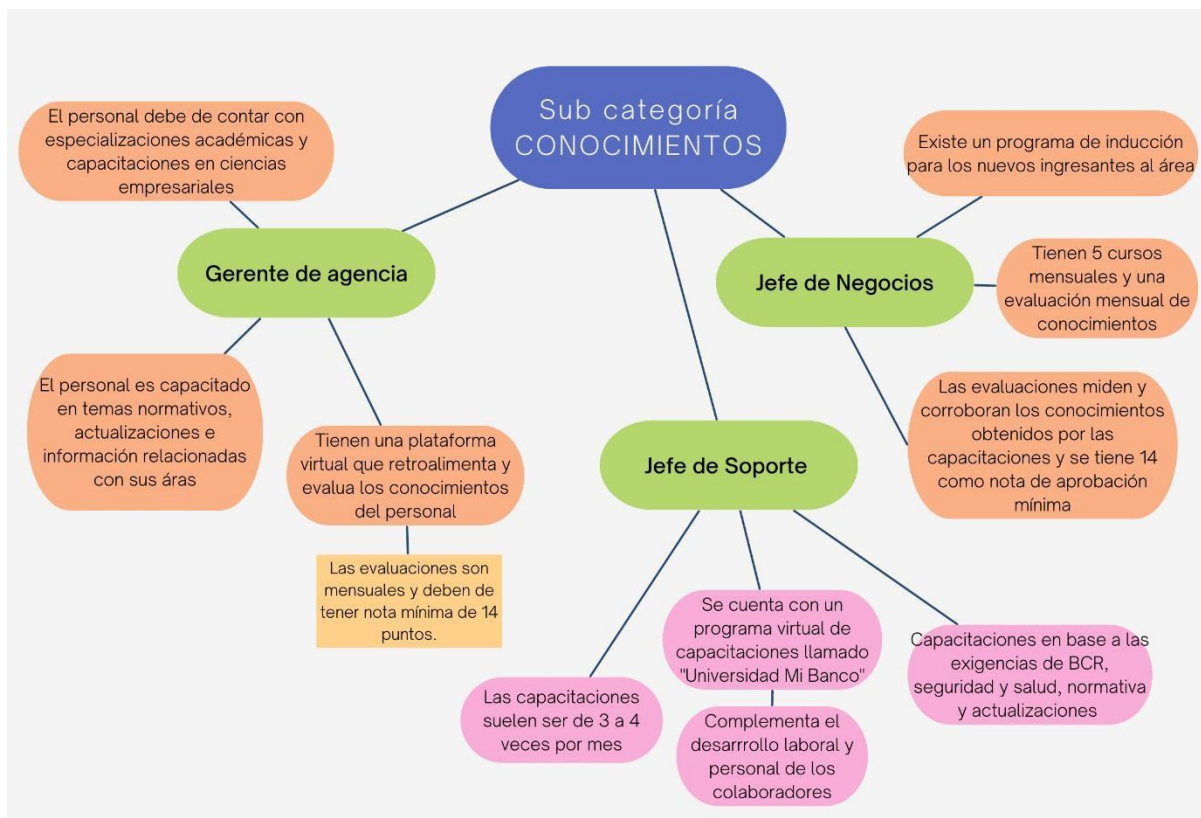 Sub categoría
CONOCIMIENTOS
El personal debe de contar con
especializaciones académicas y
capacitaciones en ciencias
empresariales
Existe un programa de inducción
para los nuevos ingresantes al área
Gerente de agencia
Jefe de Negocios
Tienen 5 cursos
mensuales y una
evaluación mensual de
conocimientos
El personal es capacitado
en temas normativos,
actualizaciones e
información relacionadas
con sus áras
Tienen una plataforma
virtual que retroalimenta y
evalua los conocimientos
del personal
Las evaluaciones son
mensuales y deben de
tener nota mínima de 14
puntos.
Las evaluaciones miden y
corroboran los conocimientos
obtenidos por las
capacitaciones y se tiene 14
como nota de aprobación
mínima
Jefe de Soporte
Las capacitaciones
suelen ser de 3 a 4
veces por mes
Se cuenta con un
programa virtual de
capacitaciones llamado
"Universidad Mi Banco"
Complementa el
desarrollo laboral y
personal de los
colaboradores
Capacitaciones en base a las
exigencias de BCR,
seguridad y salud, normativa
y actualizaciones